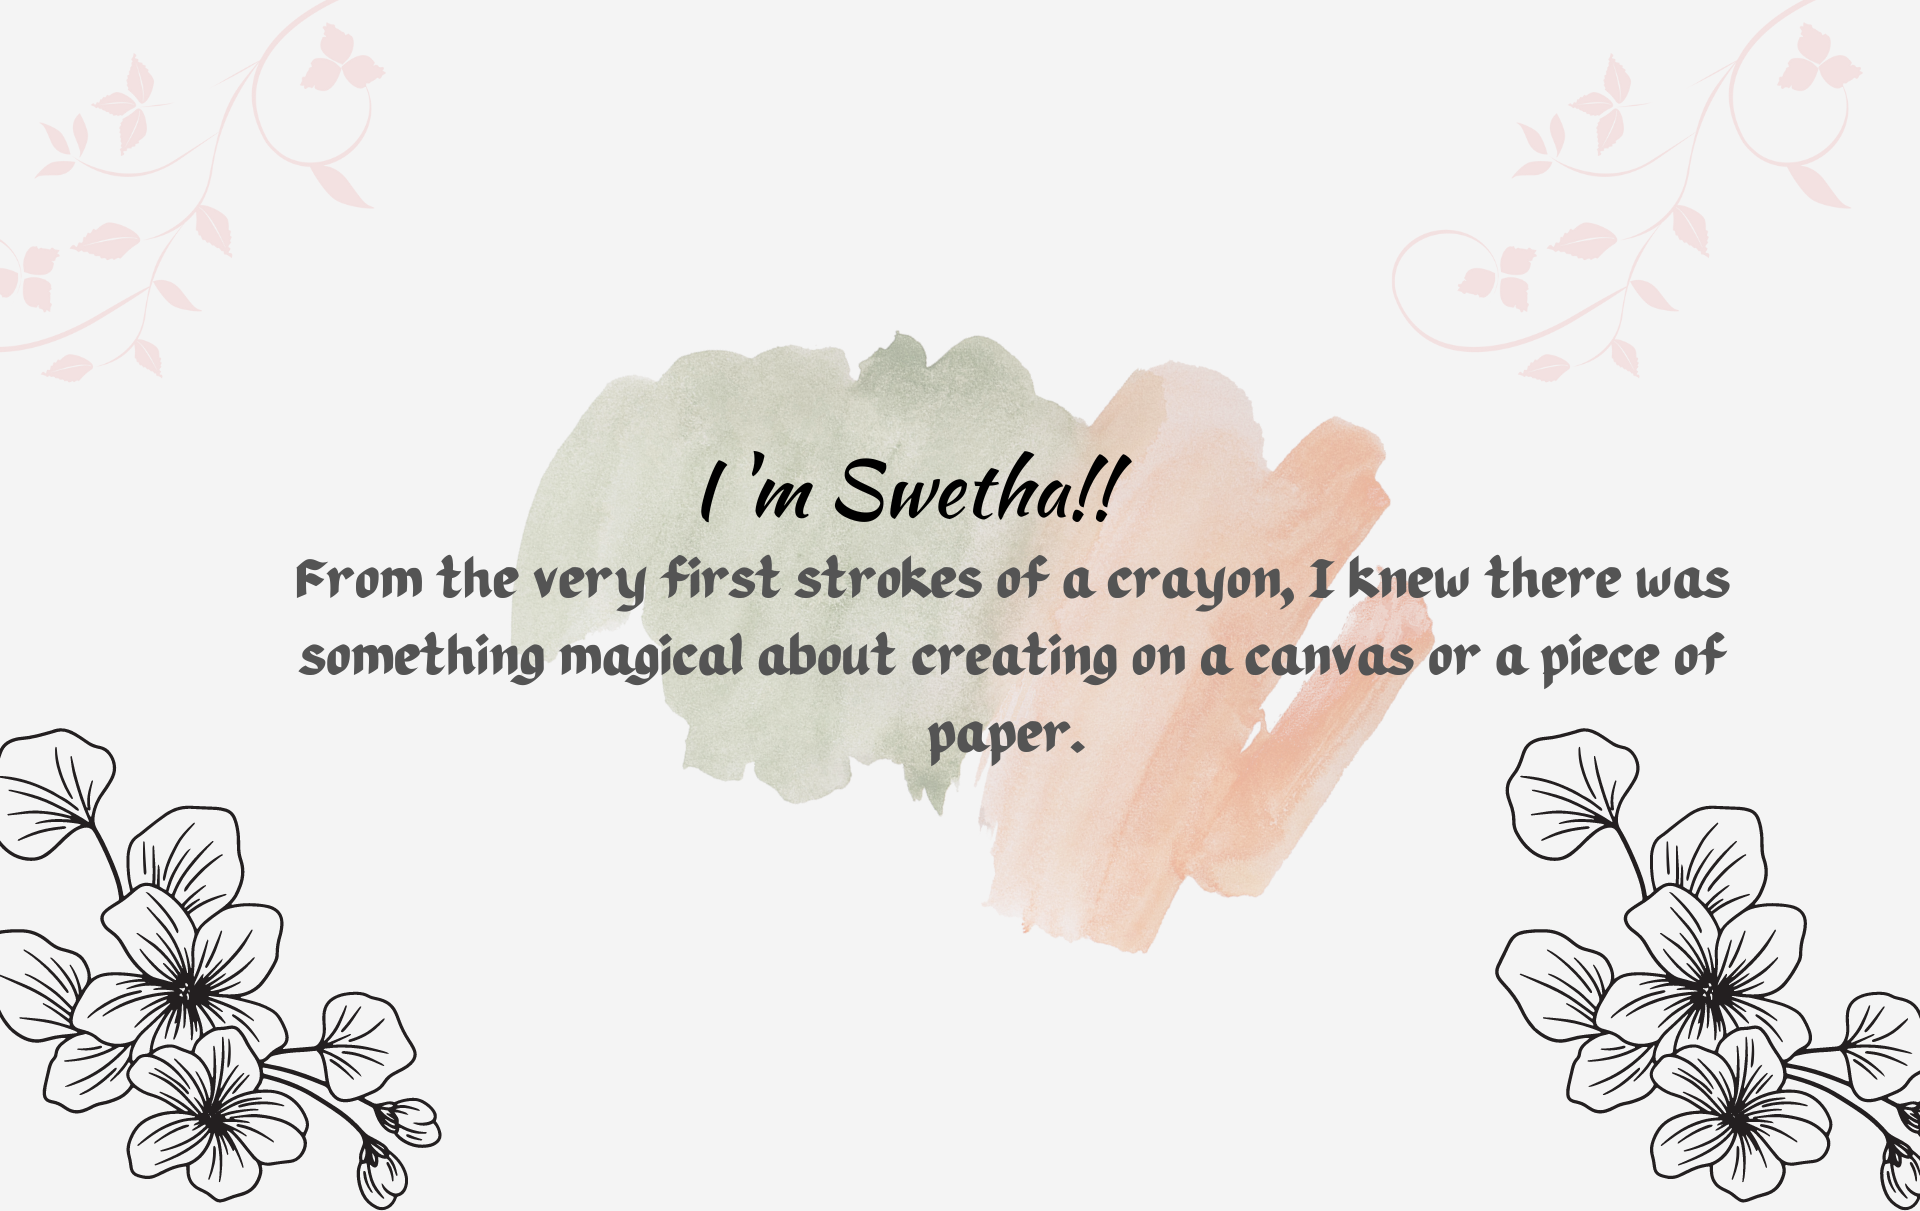 I'm Swetha!!
From the very first strokes of a crayon, I knew there was
something magical about creating on a canvas or a piece of
paper.